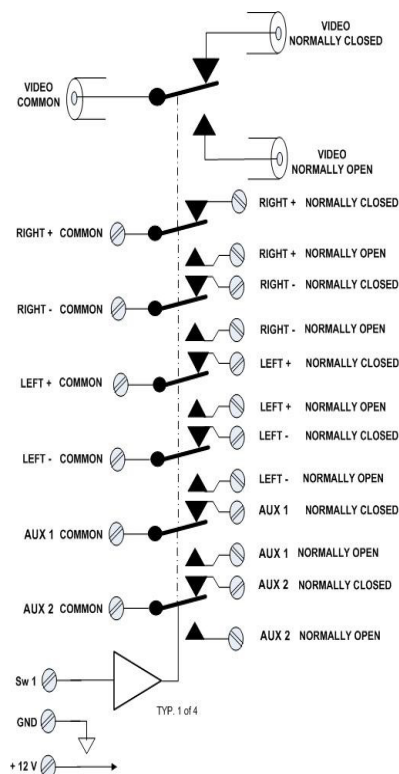 VIDEO
NORMALLY CLOSED
VIDEO
COMMON
VIDEO
NORMALLY OPEN
RIGHT + NORMALLY CLOSED
RIGHT + COMMON
RIGHT + NORMALLY OPEN
RIGHT - NORMALLY CLOSED
RIGHT - COMMON
RIGHT - NORMALLY OPEN
LEFT + NORMALLY CLOSED
LEFT + COMMON
LEFT + NORMALLY OPEN
LEFT - NORMALLY CLOSED
LEFT - COMMON
LEFT - NORMALLY OPEN
AUX 1 NORMALLY CLOSED
AUX 1 COMMON
AUX 1 NORMALLY OPEN
AUX 2 NORMALLY CLOSED
AUX 2 COMMON
AUX 2 NORMALLY OPEN
Sw 1
TYP. 1 of 4
GND
+ 12 V